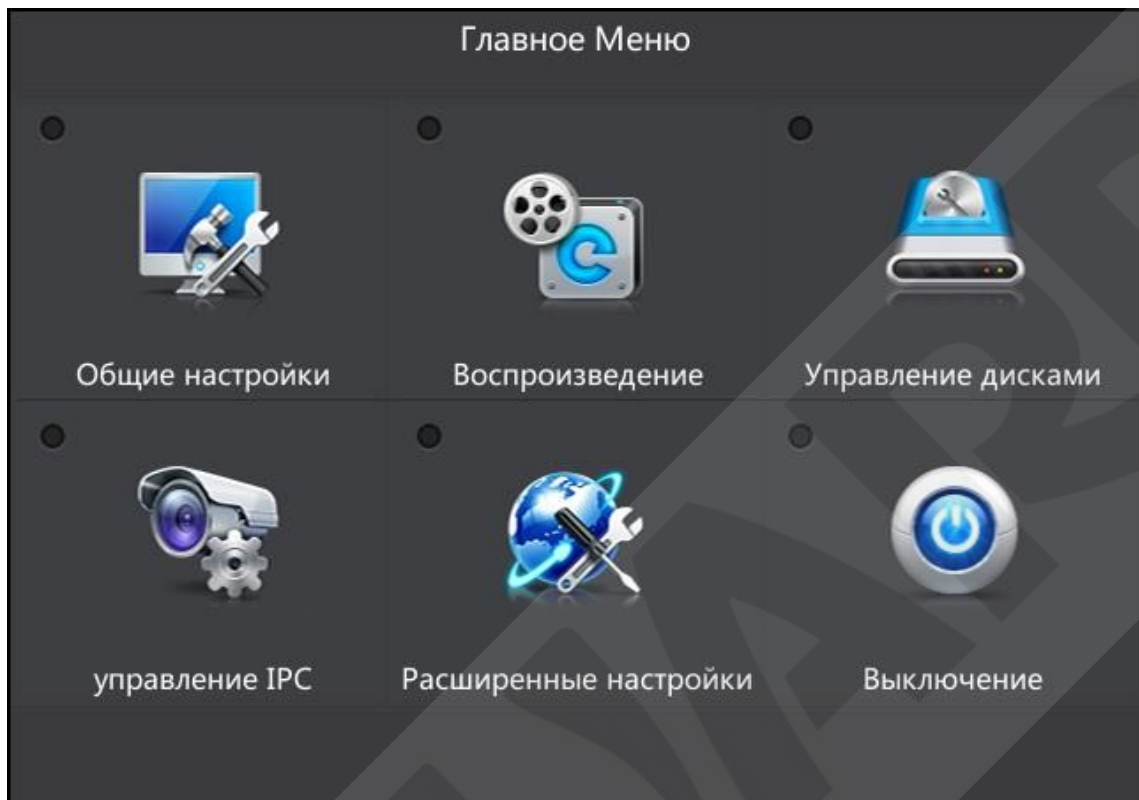 Главное Меню
Общие настройки
Воспроизведение
Управление дисками
управление IPC
Расширенные настройки
Выключение